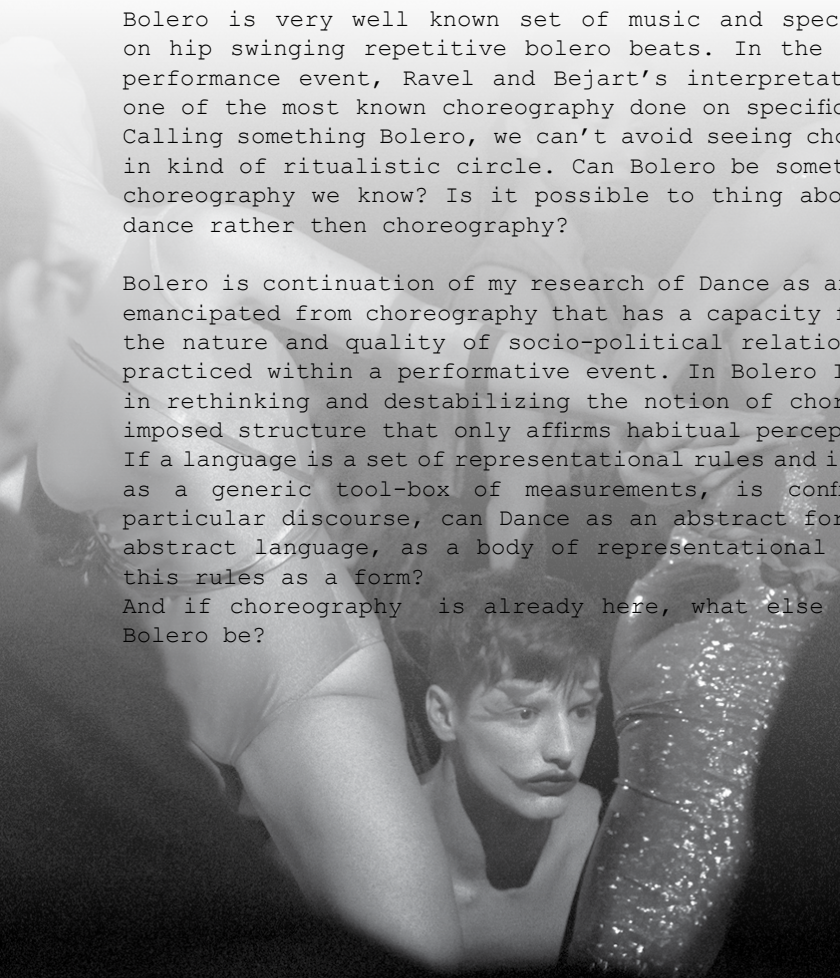 Bolero is very well known set of music and spec
on hip swinging repetitive bolero beats. In the
performance event, Ravel and Bejart’s interpretat
one of the most known choreography done on specific
Calling something Bolero, we can’t avoid seeing cho
in kind of ritualistic circle. Can Bolero be somet
choreography we know? Is it possible to thing abo
dance rather then choreography?
Bolero is continuation of my research of Dance as a
emancipated from choreography that has a capacity i
the nature and quality of socio-political relatio
practiced within a performative event. In Bolero I
in rethinking and destabilizing the notion of chor
imposed structure that only affirms habitual percep
If a language is a set of representational rules and i
as a generic tool-box of measurements, is conf
particular discourse, can Dance as an abstract for
abstract language, as a body of representational
this rules as a form?
And if choreography is already here, what else
Bolero be?